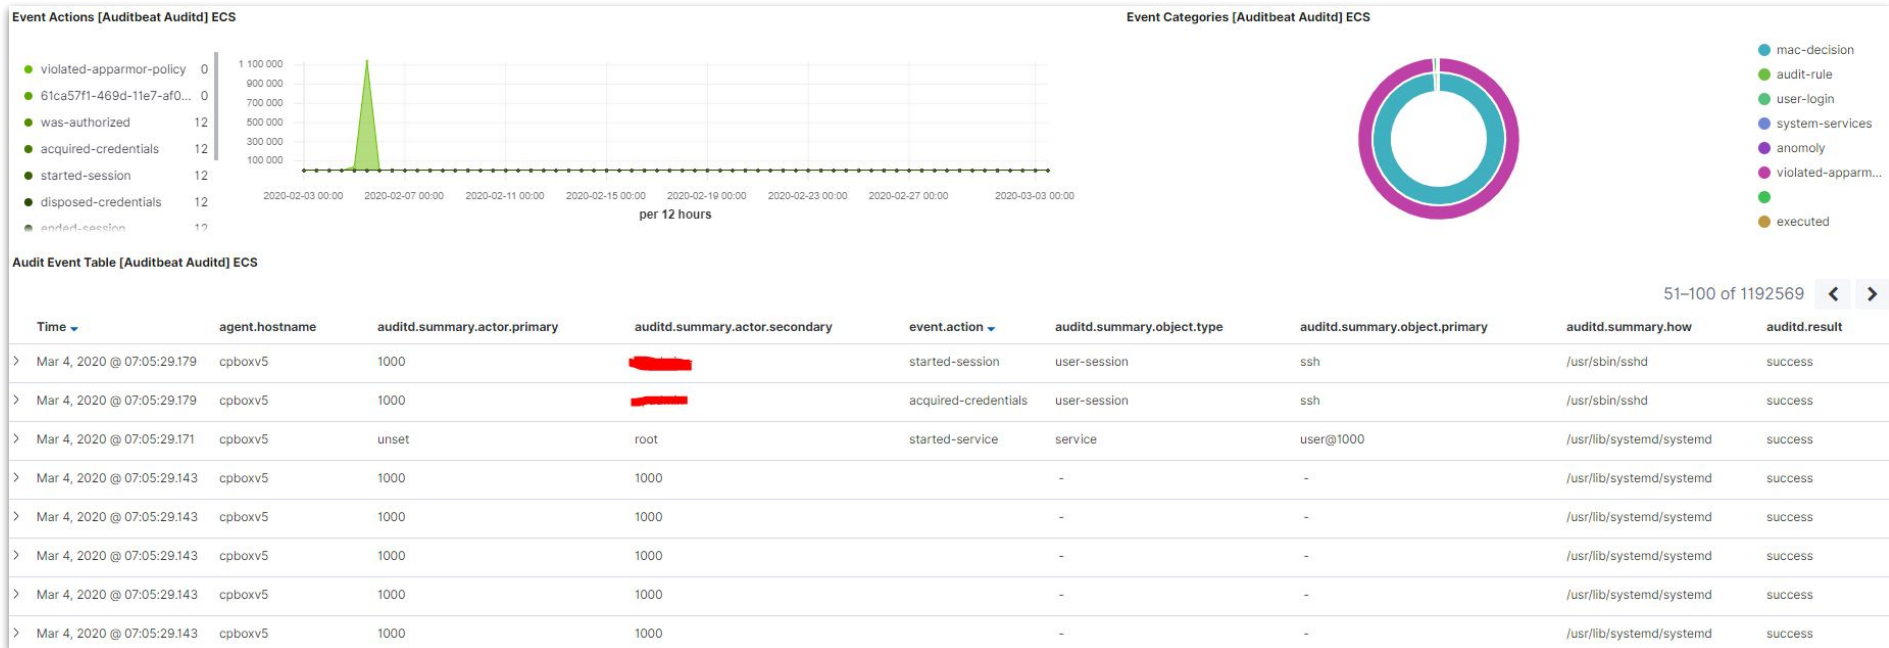 Event Actions [Auditbeat Auditd] ECS
violated-apparmor-policy 0
61ca57f1-469d-11e7-af0... 0
was-authorized 12
acquired-credentials 12
started-session 12
disposed-credentials 12
ended-session 12
1 100 000
900 000
700 000
500 000
300 000
100 000
2020-02-03 00:00 2020-02-07 00:00 2020-02-11 00:00 2020-02-15 00:00 2020-02-19 00:00 2020-02-23 00:00 2020-02-27 00:00 2020-03-03 00:00
per 12 hours
Event Categories [Auditbeat Auditd] ECS
mac-decision
audit-rule
user-login
system-services
anomoly
violated-apparm...
executed
Audit Event Table [Auditbeat Auditd] ECS
51–100 of 1192569
Time agent.hostname auditd.summary.actor.primary auditd.summary.actor.secondary event.action auditd.summary.object.type auditd.summary.object.primary auditd.summary.how auditd.result
Mar 4, 2020 @ 07:05:29.179 cpboxv5 1000 started-session user-session ssh /usr/sbin/sshd success
Mar 4, 2020 @ 07:05:29.179 cpboxv5 1000 acquired-credentials user-session ssh /usr/sbin/sshd success
Mar 4, 2020 @ 07:05:29.171 cpboxv5 unset root started-service service user@1000 /usr/lib/systemd/systemd success
Mar 4, 2020 @ 07:05:29.143 cpboxv5 1000 1000 - - /usr/lib/systemd/systemd success
Mar 4, 2020 @ 07:05:29.143 cpboxv5 1000 1000 - - /usr/lib/systemd/systemd success
Mar 4, 2020 @ 07:05:29.143 cpboxv5 1000 1000 - - /usr/lib/systemd/systemd success
Mar 4, 2020 @ 07:05:29.143 cpboxv5 1000 1000 - - /usr/lib/systemd/systemd success
Mar 4, 2020 @ 07:05:29.143 cpboxv5 1000 1000 - - /usr/lib/systemd/systemd success